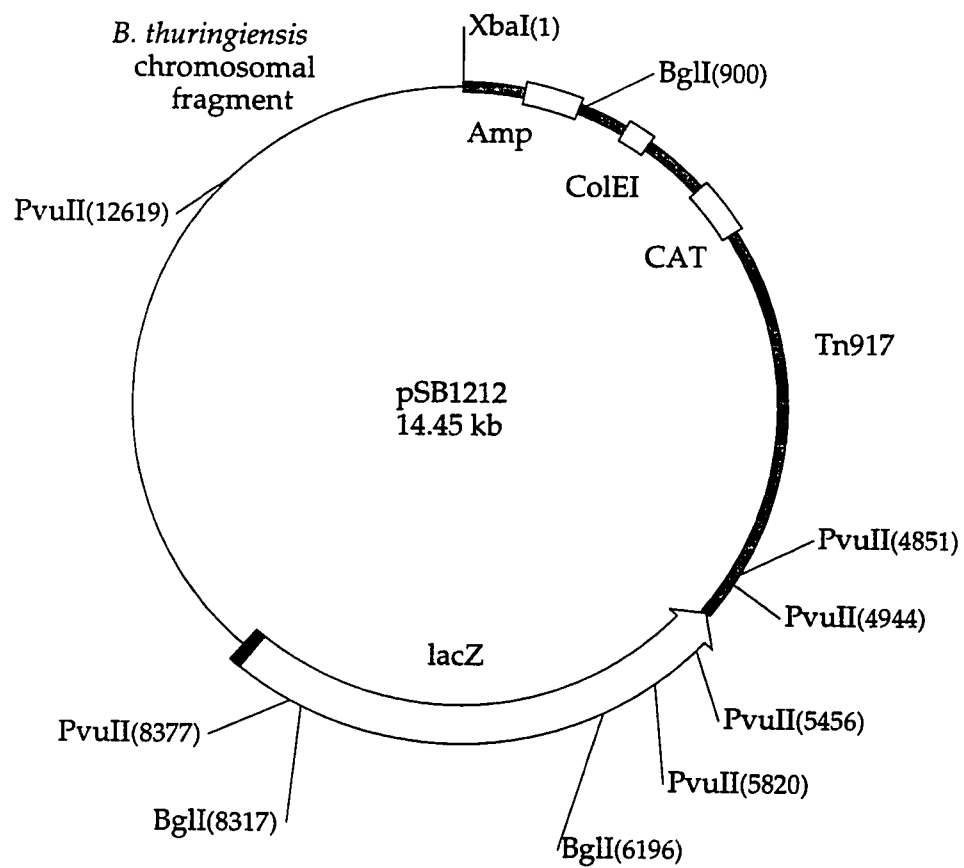 B. thuringiensis
chromosomal
fragment
XbaI(1)
BglI(900)
Amp
ColEI
CAT
PvuII(12619)
Tn917
pSB1212
14.45 kb
PvuII(4851)
PvuII(4944)
lacZ
PvuII(5456)
PvuII(8377)
PvuII(5820)
BglI(8317)
BglI(6196)